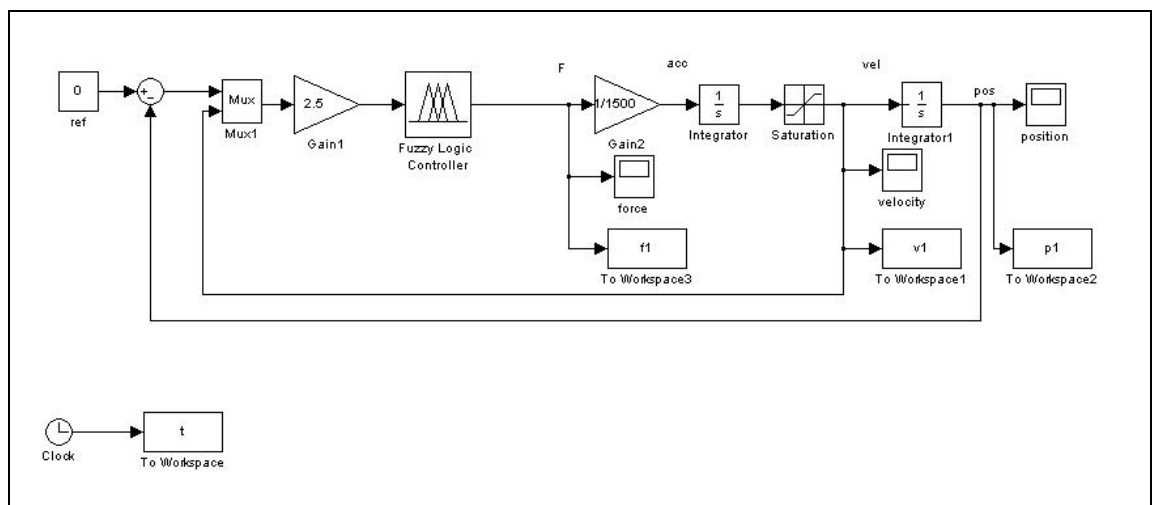 F
acc
vel
pos
0
ref
+
−
Mux
Mux1
2.5
Gain1
Fuzzy Logic
Controller
1/1500
Gain2
1
s
Integrator
Saturation
1
s
Integrator1
position
force
velocity
f1
To Workspace3
v1
To Workspace1
p1
To Workspace2
Clock
t
To Workspace